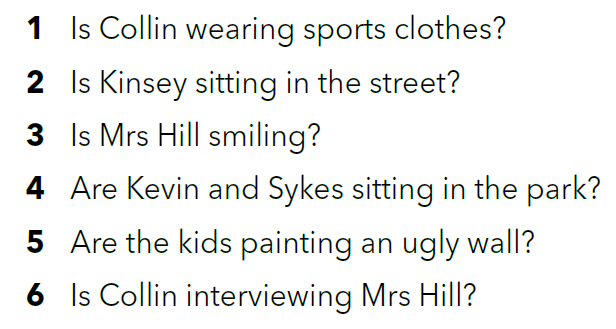 1 Is Collin wearing sports clothes?
2 Is Kinsey sitting in the street?
3 Is Mrs Hill smiling?
4 Are Kevin and Sykes sitting in the park?
5 Are the kids painting an ugly wall?
6 Is Collin interviewing Mrs Hill?